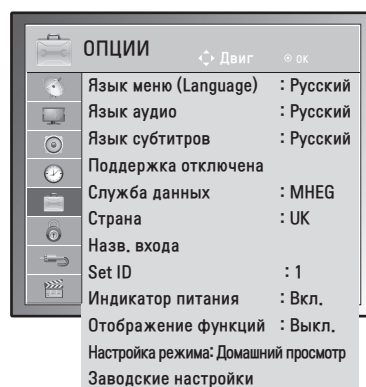 ОПЦИИ
Двиг ОК
Язык меню (Language) : Русский
Язык аудио : Русский
Язык субтитров : Русский
Поддержка отключена
Служба данных : MHEG
Страна : UK
Назв. входа
Set ID : 1
Индикатор питания : Вкл.
Отображение функций : Выкл.
Настройка режима: Домашний просмотр
Заводские настройки